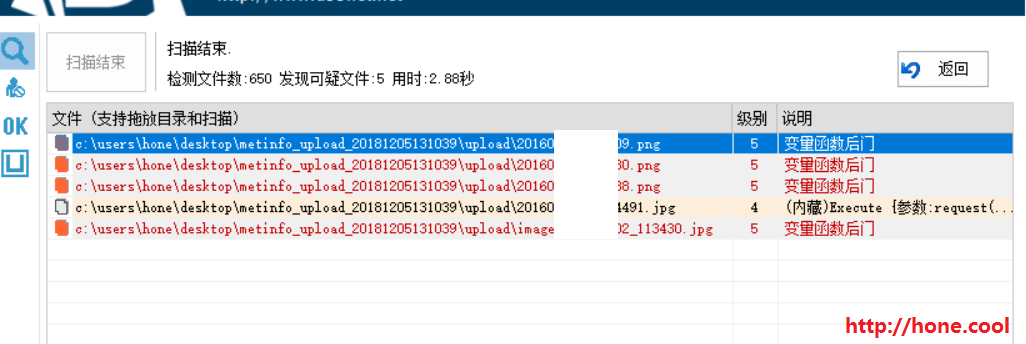 扫描结束
扫描结束.
检测文件数:650 发现可疑文件:5 用时:2.88秒
返回
OK
文件（支持拖放目录和扫描） 级别 说明
c:\users\hone\desktop\metinfo_upload_20181205131039\upload\20160 09.png 5 变量函数后门
c:\users\hone\desktop\metinfo_upload_20181205131039\upload\20160 30.png 5 变量函数后门
c:\users\hone\desktop\metinfo_upload_20181205131039\upload\20160 38.png 5 变量函数后门
c:\users\hone\desktop\metinfo_upload_20181205131039\upload\20160 4491.jpg 4 (内藏)Execute {参数:request(...
c:\users\hone\desktop\metinfo_upload_20181205131039\upload\image 02_113430.jpg 5 变量函数后门
http://hone.cool